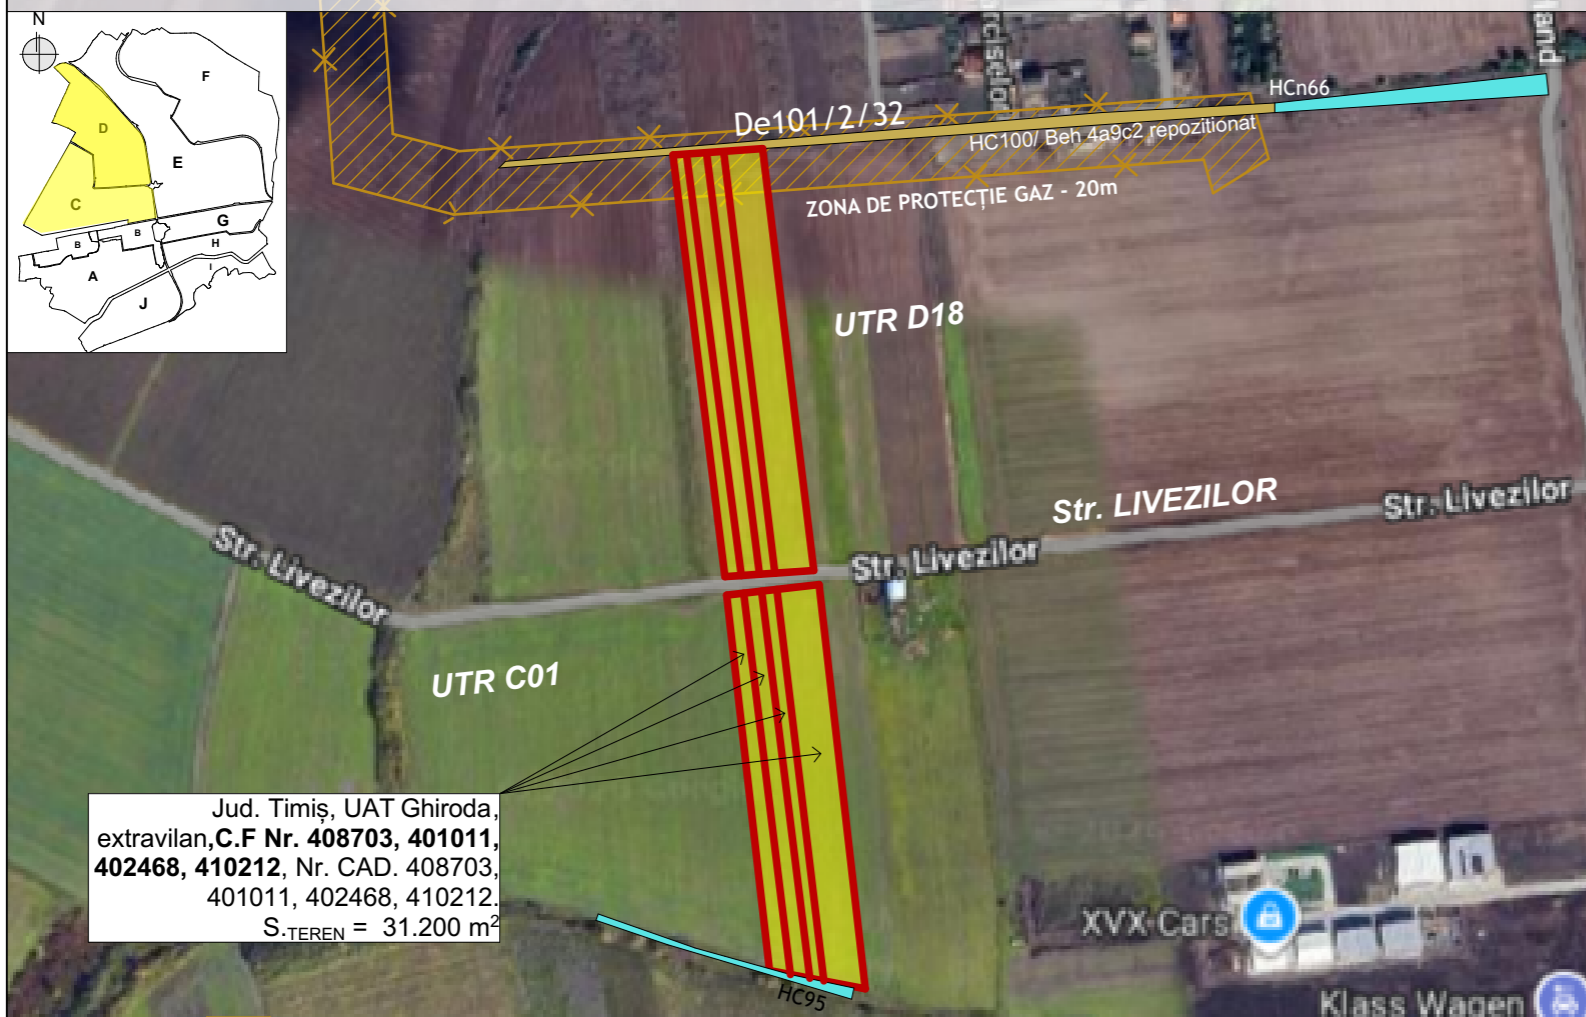 N
F
D
E
C
G
B
B
H
A
I
J
land
HCn66
De101/2/32
HC100/ Beh 4a9c2 repozitionat
ZONA DE PROTECȚIE GAZ - 20m
UTR D18
Str. LIVEZILOR
Str. Livezilor
Str. Livezilor
Str. Livezilor
UTR C01
Jud. Timiș, UAT Ghiroda,
extravilan,C.F Nr. 408703, 401011,
402468, 410212, Nr. CAD. 408703,
401011, 402468, 410212.
S.TEREN = 31.200 m²
XVX Cars
HC95
Klass Wagen